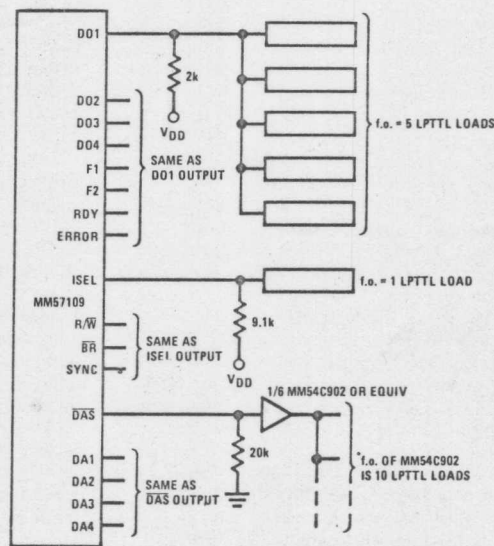 DO1
2k
VDD
f.o. = 5 LPTTL LOADS
DO2
DO3
DO4
F1
F2
RDY
ERROR
SAME AS
DO1 OUTPUT
ISEL
f.o. = 1 LPTTL LOAD
MM57109
9.1k
VDD
R/W̅
B̅R̅
SYNC
SAME AS
ISEL OUTPUT
1/6 MM54C902 OR EQUIV
D̅A̅S̅
20k
*f.o. OF MM54C902
IS 10 LPTTL LOADS
DA1
DA2
DA3
DA4
SAME AS
D̅A̅S̅ OUTPUT